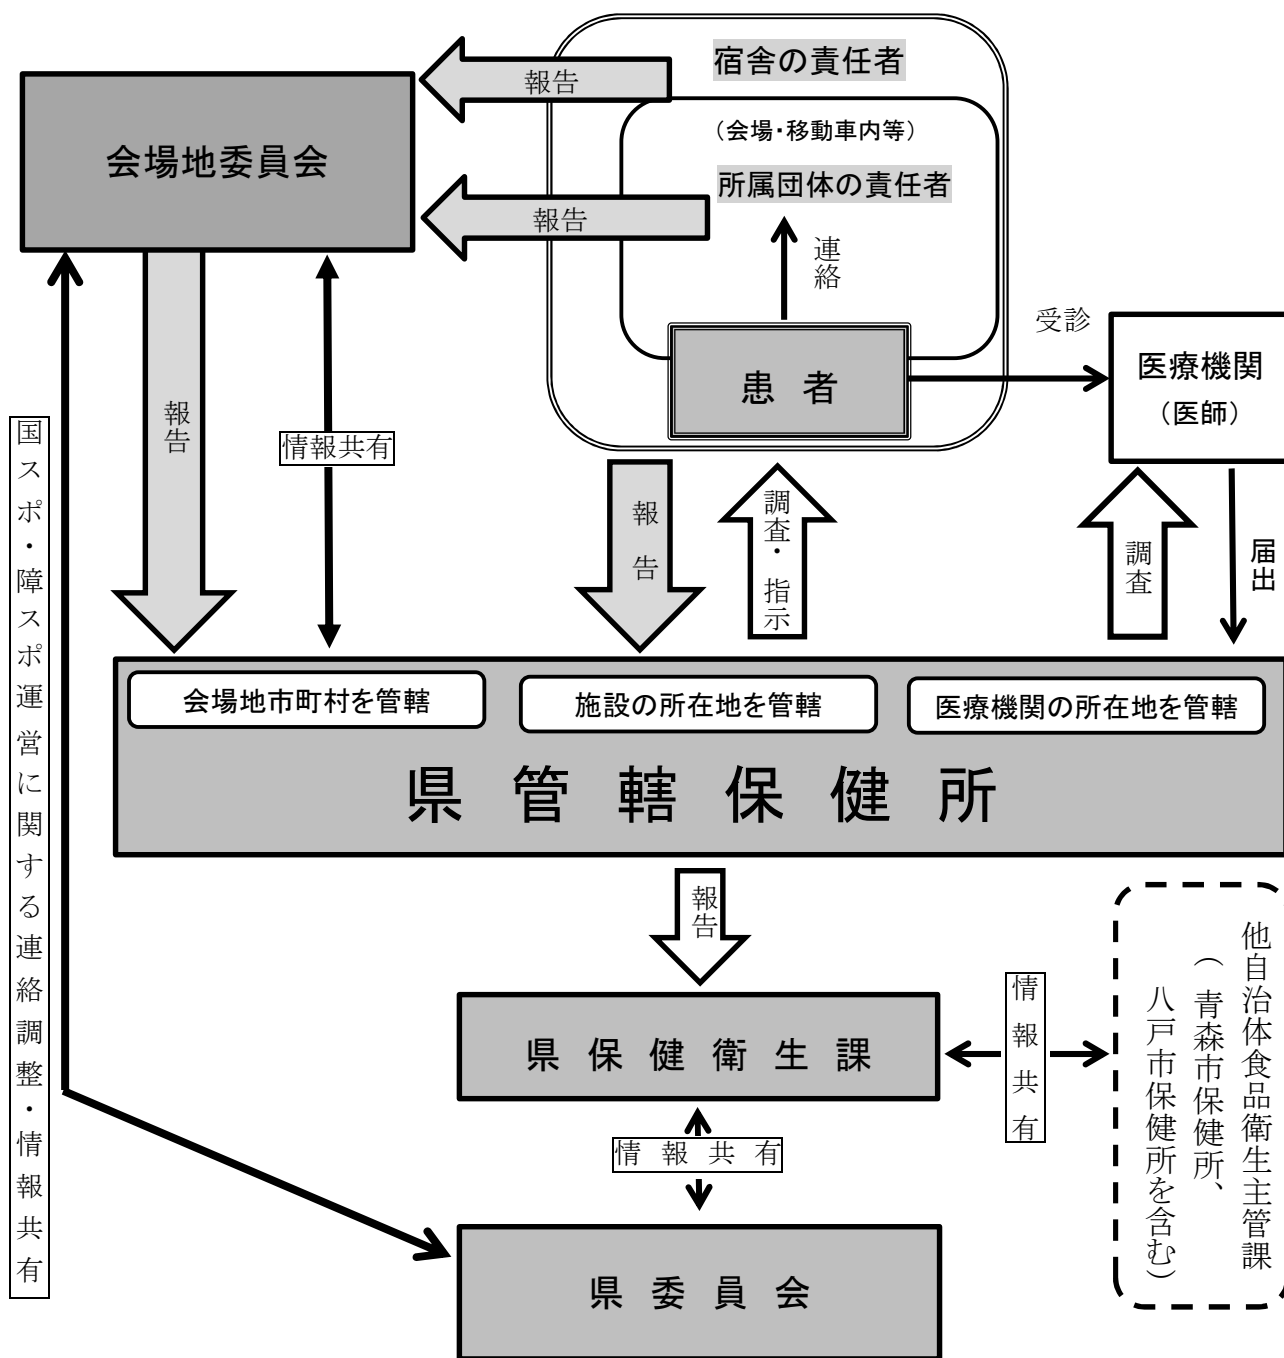 宿舎の責任者
報告
(会場・移動車内等)
会場地委員会
所属団体の責任者
報告
連絡
受診
医療機関
(医師)
患者
報告
情報共有
国スポ・障スポ運営に関する連絡調整・情報共有
報告
調査・指示
調査
届出
会場地市町村を管轄
施設の所在地を管轄
医療機関の所在地を管轄
県管轄保健所
報告
他自治体食品衛生主管課
(青森市保健所、
八戸市保健所を含む)
情報共有
県保健衛生課
情報共有
県委員会